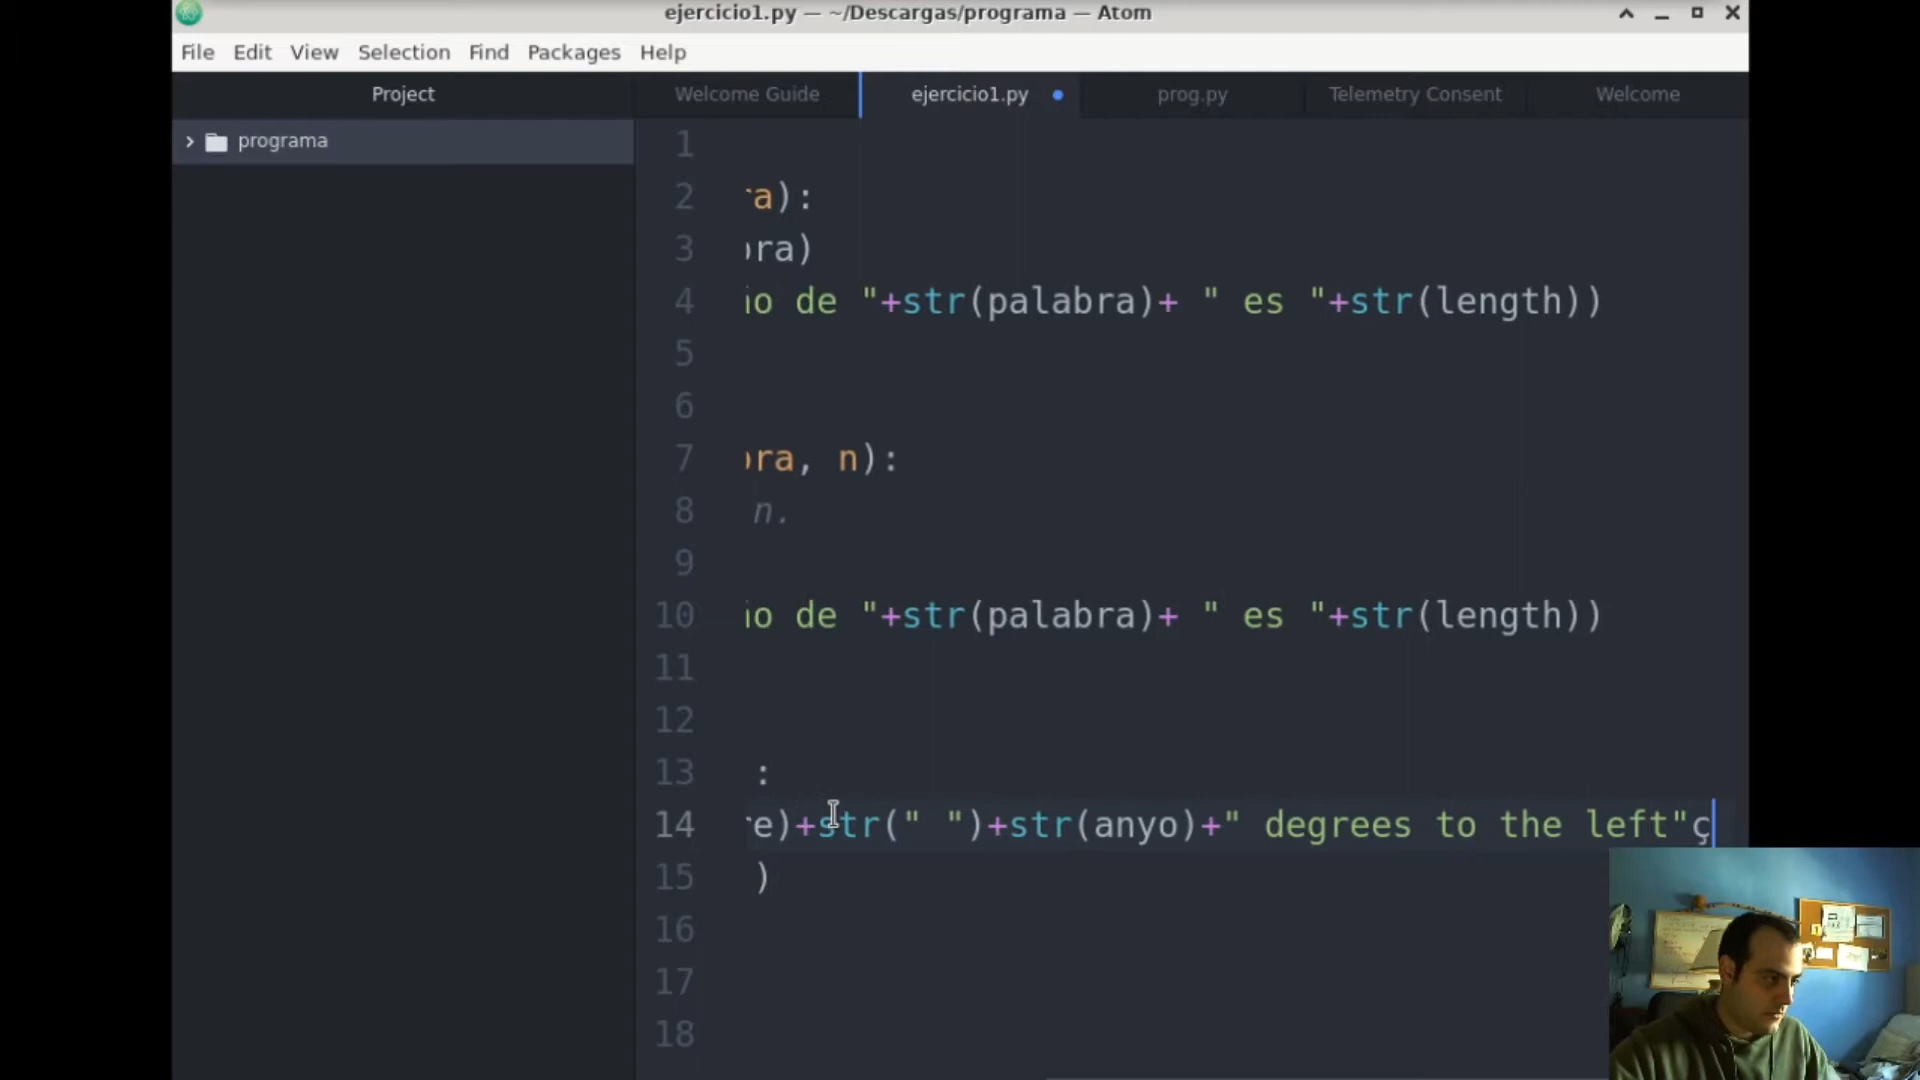 ejercicio1.py — ~/Descargas/programa — Atom
File Edit View Selection Find Packages Help
Project
Welcome Guide
ejercicio1.py
prog.py
Telemetry Consent
Welcome
programa
1
2 ra):
3 bra)
4 io de "+str(palabra)+ " es "+str(length))
5
6
7 bra, n):
8 n.
9
10 io de "+str(palabra)+ " es "+str(length))
11
12
13 :
14 re)+str(" ")+str(anyo)+" degrees to the left"ç
15 )
16
17
18